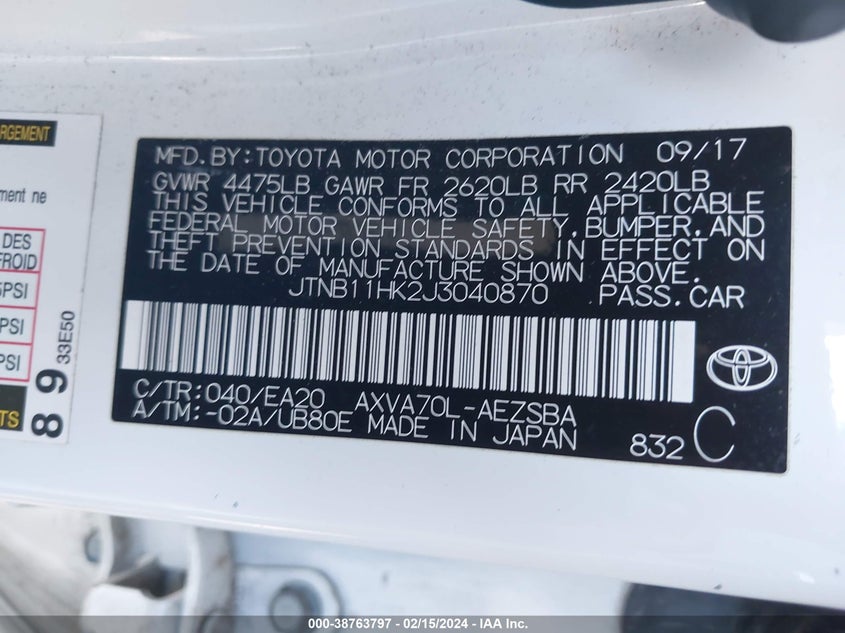 RGEMENT
ment ne
DES
FROID
PSI
PSI
PSI
TS
89
33E50
MFD.BY:TOYOTA MOTOR CORPORATION 09/17
GVWR 4475LB GAWR FR 2620LB RR 2420LB
THIS VEHICLE CONFORMS TO ALL APPLICABLE
FEDERAL MOTOR VEHICLE SAFETY,BUMPER,AND
THEFT PREVENTION STANDARDS IN EFFECT ON
THE DATE OF MANUFACTURE SHOWN ABOVE.
JTNB11HK2J3040870 PASS.CAR
C/TR:040/EA20 AXVA70L-AEZSBA
A/TM:-02A/UB80E MADE IN JAPAN
832 C
000-38763797 - 02/15/2024 - IAA Inc.